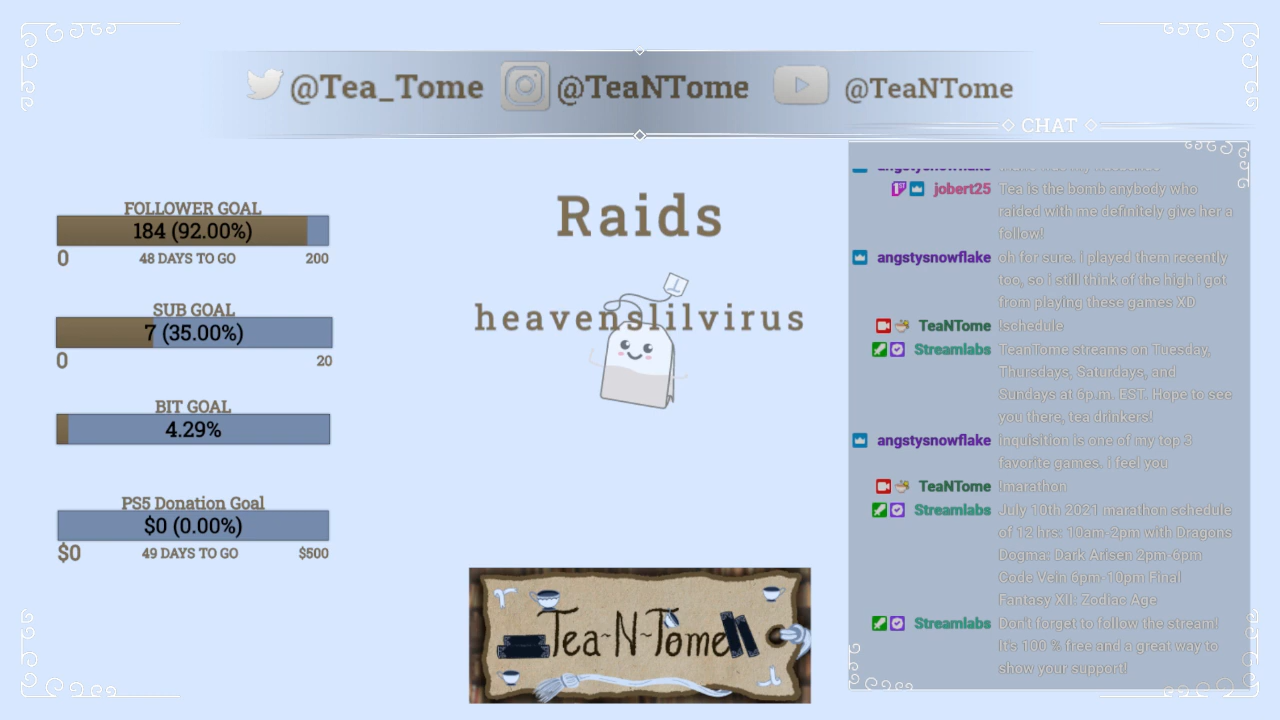 @Tea_Tome @TeaNTome @TeaNTome
CHAT
FOLLOWER GOAL
184 (92.00%)
0 48 DAYS TO GO 200
SUB GOAL
7 (35.00%)
0 20
BIT GOAL
4.29%
PS5 Donation Goal
$0 (0.00%)
$0 49 DAYS TO GO $500
Raids
heavenslilvirus
Tea~N~Tome
angstysnowflake
jobert25 Tea is the bomb anybody who
raided with me definitely give her a
follow!
angstysnowflake oh for sure. i played them recently
too, so i still think of the high i got
from playing these games XD
TeaNTome !schedule
Streamlabs TeanTome streams on Tuesday,
Thursdays, Saturdays, and
Sundays at 6p.m. EST. Hope to see
you there, tea drinkers!
angstysnowflake inquisition is one of my top 3
favorite games. i feel you
TeaNTome !marathon
Streamlabs July 10th 2021 marathon schedule
of 12 hrs: 10am-2pm with Dragons
Dogma: Dark Arisen 2pm-6pm
Code Vein 6pm-10pm Final
Fantasy XII: Zodiac Age
Streamlabs Don't forget to follow the stream!
It's 100 % free and a great way to
show your support!